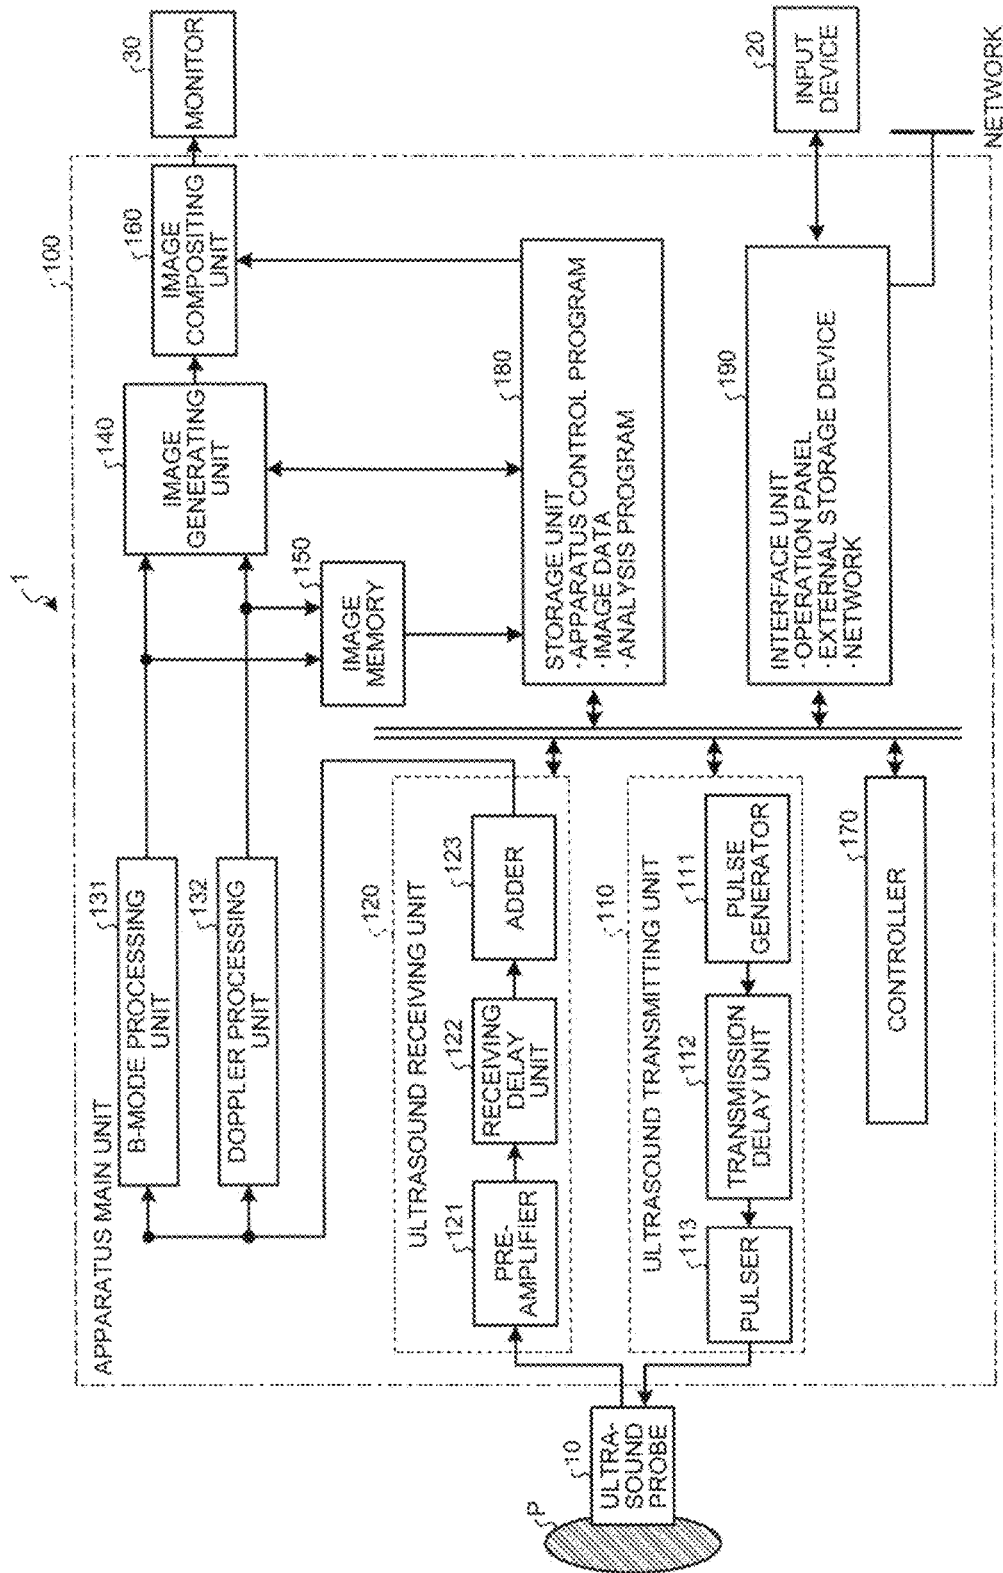 1
100
APPARATUS MAIN UNIT
131
B-MODE PROCESSING
UNIT
132
DOPPLER PROCESSING
UNIT
140
IMAGE
GENERATING
UNIT
160
IMAGE
COMPOSITING
UNIT
30
MONITOR
150
IMAGE
MEMORY
120
ULTRASOUND RECEIVING UNIT
121
PRE-
AMPLIFIER
122
RECEIVING
DELAY
UNIT
123
ADDER
180
STORAGE UNIT
· APPARATUS CONTROL PROGRAM
· IMAGE DATA
· ANALYSIS PROGRAM
P
10
ULTRA-
SOUND
PROBE
110
ULTRASOUND TRANSMITTING UNIT
113
PULSER
112
TRANSMISSION
DELAY UNIT
111
PULSE
GENERATOR
190
INTERFACE UNIT
· OPERATION PANEL
· EXTERNAL STORAGE DEVICE
· NETWORK
20
INPUT
DEVICE
170
CONTROLLER
NETWORK